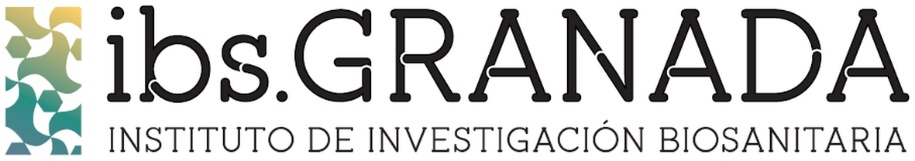 ibs.GRANADA
INSTITUTO DE INVESTIGACIÓN BIOSANITARIA